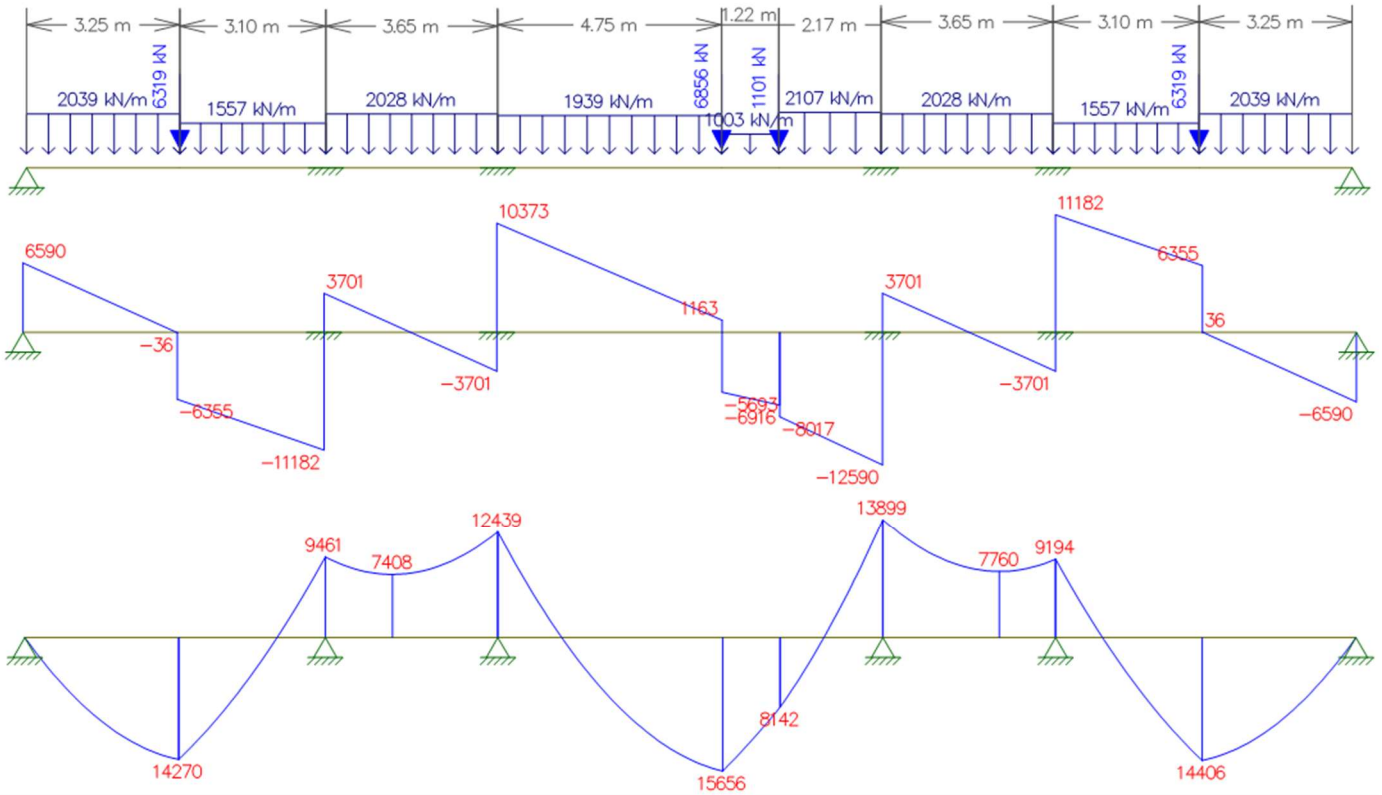 3.25 m
3.10 m
3.65 m
4.75 m
1.22 m
2.17 m
3.65 m
3.10 m
3.25 m
6319 kN
6856 kN
1101 kN
6319 kN
2039 kN/m
1557 kN/m
2028 kN/m
1939 kN/m
1003 kN/m
2107 kN/m
2028 kN/m
1557 kN/m
2039 kN/m
6590
-36
-6355
-11182
3701
-3701
10373
1163
-5693
-6916
-8017
-12590
3701
-3701
11182
6355
36
-6590
14270
9461
7408
12439
15656
8142
13899
7760
9194
14406